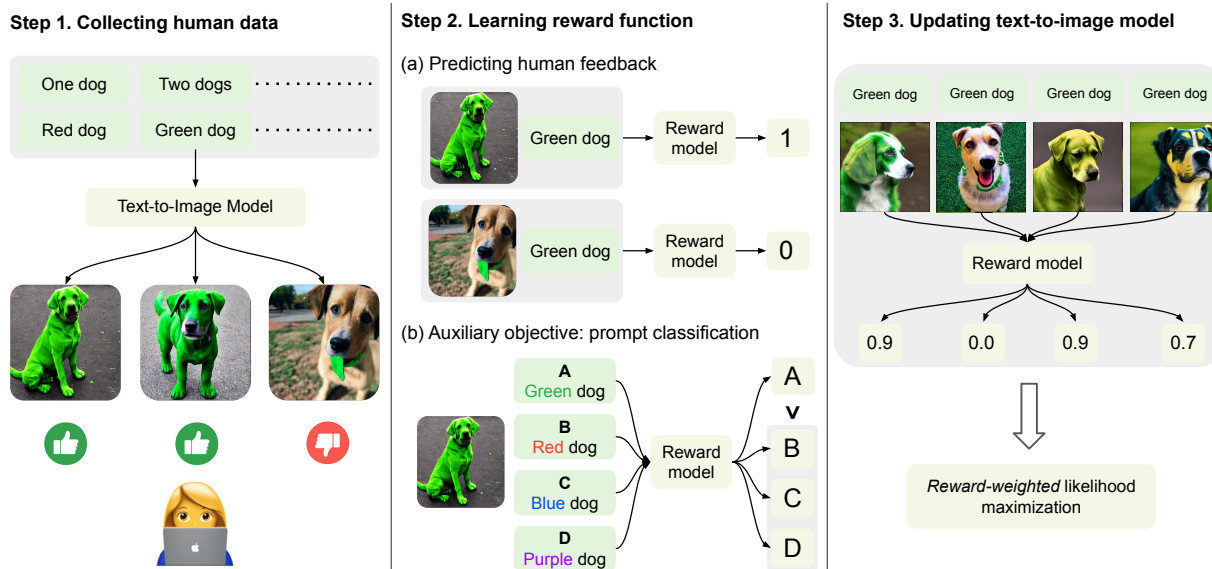 Step 1. Collecting human data
One dog
Two dogs
Red dog
Green dog
Text-to-Image Model
Step 2. Learning reward function
(a) Predicting human feedback
Green dog
Reward
model
1
Green dog
Reward
model
0
(b) Auxiliary objective: prompt classification
A
Green dog
B
Red dog
C
Blue dog
D
Purple dog
Reward
model
A
>
B
C
D
Step 3. Updating text-to-image model
Green dog
Green dog
Green dog
Green dog
Reward model
0.9
0.0
0.9
0.7
Reward-weighted likelihood
maximization